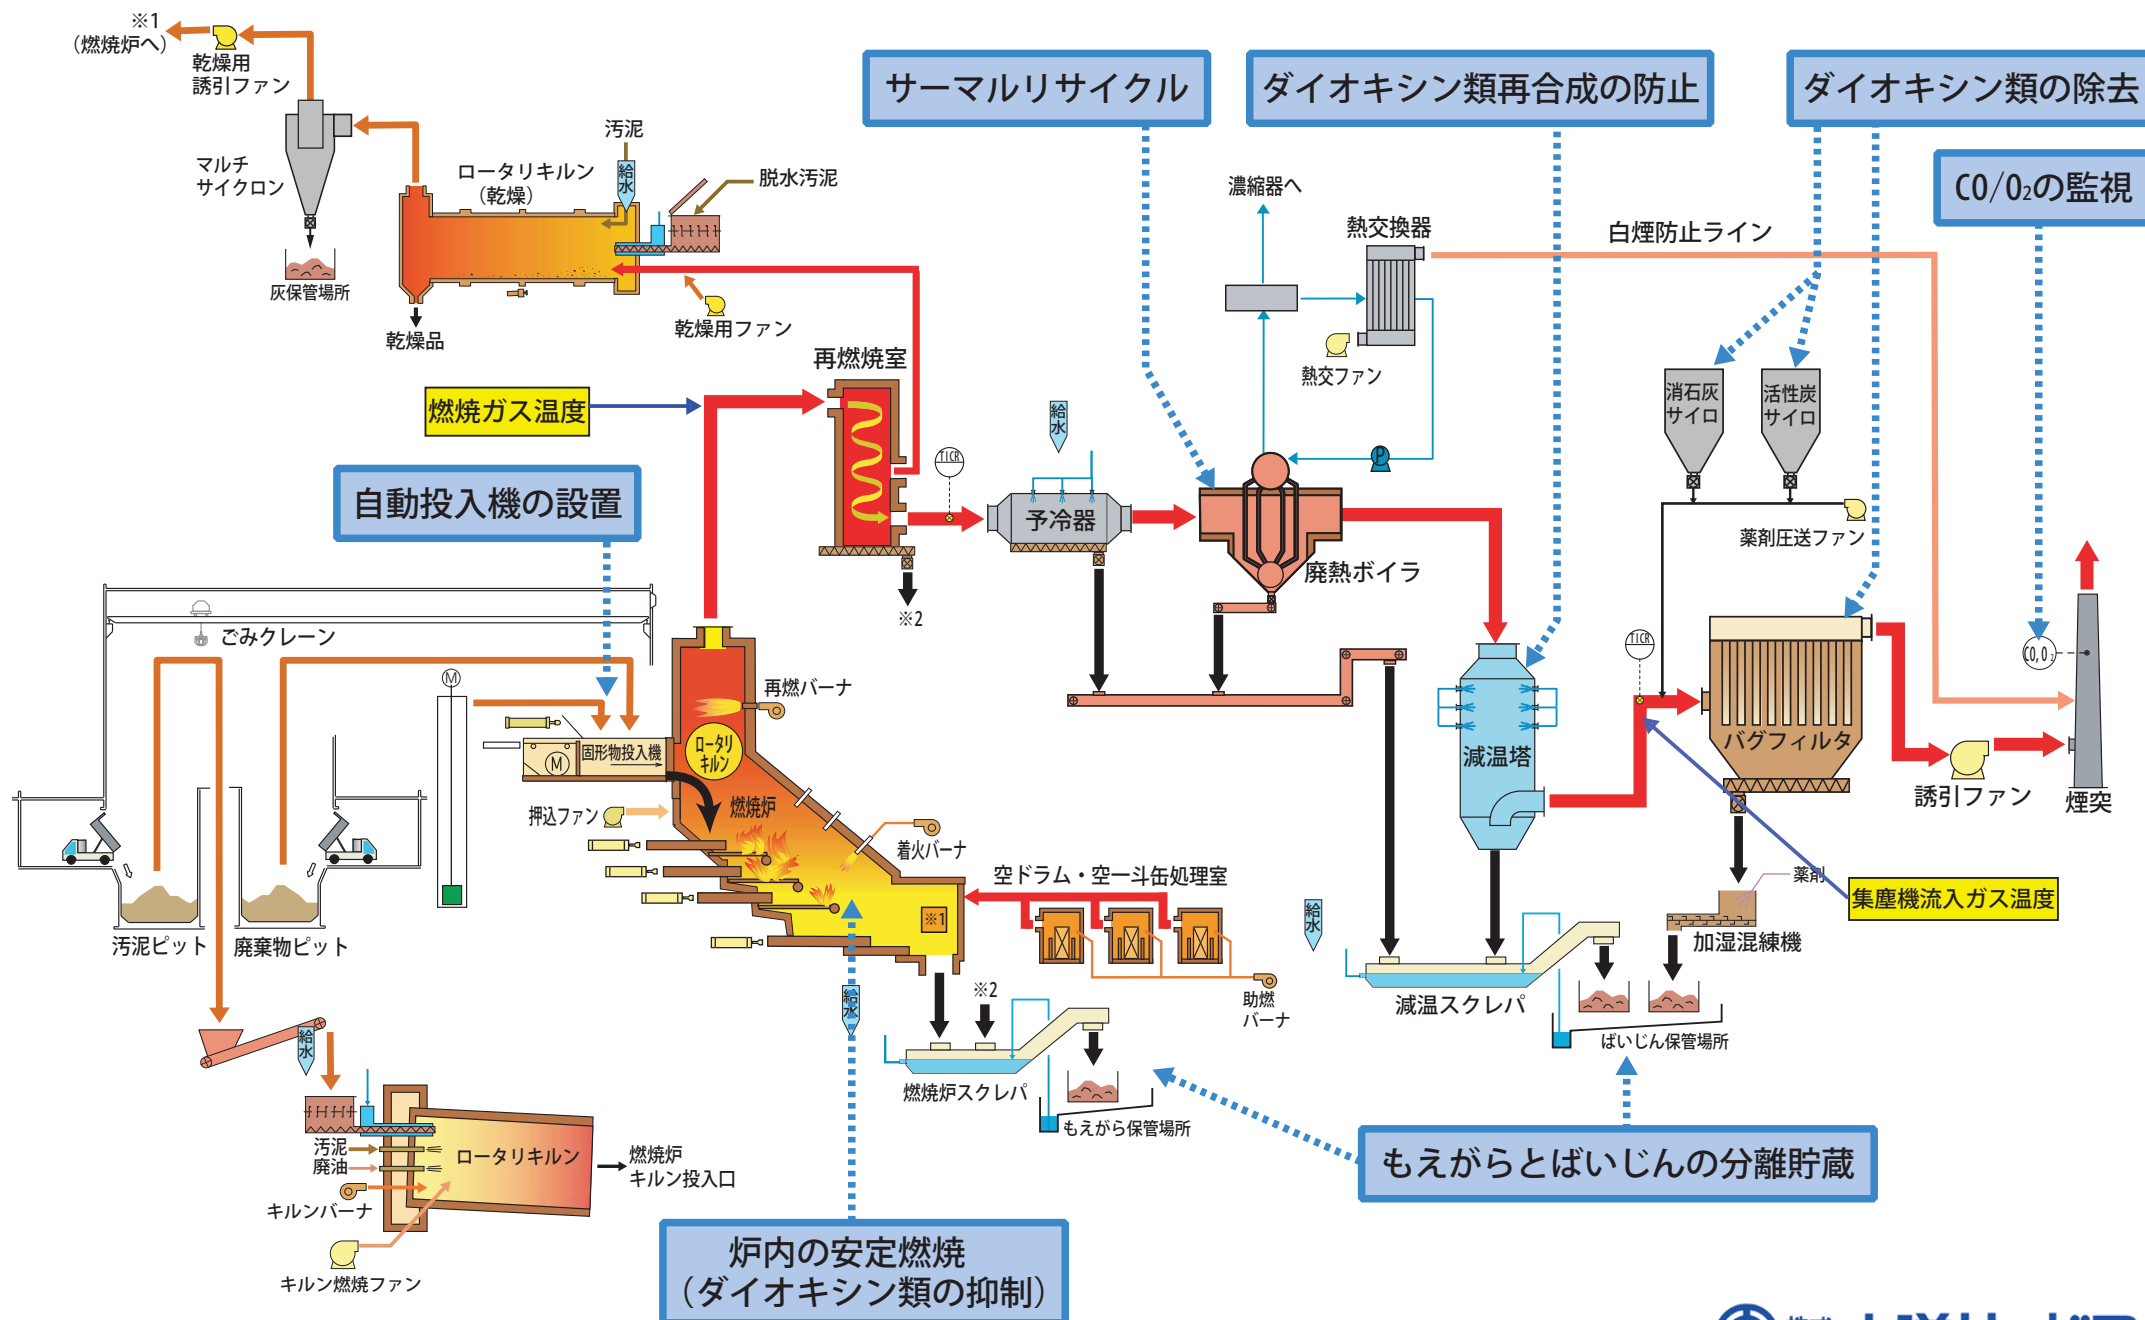 ※1
(燃焼炉へ)
乾燥用
誘引ファン
マルチ
サイクロン
灰保管場所
ロータリキルン
(乾燥)
汚泥
給水
脱水汚泥
乾燥品
乾燥用ファン
サーマルリサイクル
ダイオキシン類再合成の防止
ダイオキシン類の除去
CO/O2の監視
濃縮器へ
熱交換器
白煙防止ライン
熱交ファン
再燃焼室
燃焼ガス温度
TICR
給水
予冷器
P
廃熱ボイラ
消石灰
サイロ
活性炭
サイロ
薬剤圧送ファン
自動投入機の設置
※2
ごみクレーン
M
再燃バーナ
固形物投入機
M
ロータリ
キルン
燃焼炉
押込ファン
着火バーナ
減温塔
TICR
バグフィルタ
CO,O2
誘引ファン
煙突
空ドラム・空一斗缶処理室
※1
給水
薬剤
集塵機流入ガス温度
加湿混練機
汚泥ピット
廃棄物ピット
給水
※2
助燃
バーナ
減温スクレパ
ばいじん保管場所
給水
燃焼炉スクレパ
もえがら保管場所
汚泥
廃油
ロータリキルン
燃焼炉
キルン投入口
キルンバーナ
キルン燃焼ファン
もえがらとばいじんの分離貯蔵
炉内の安定燃焼
(ダイオキシン類の抑制)